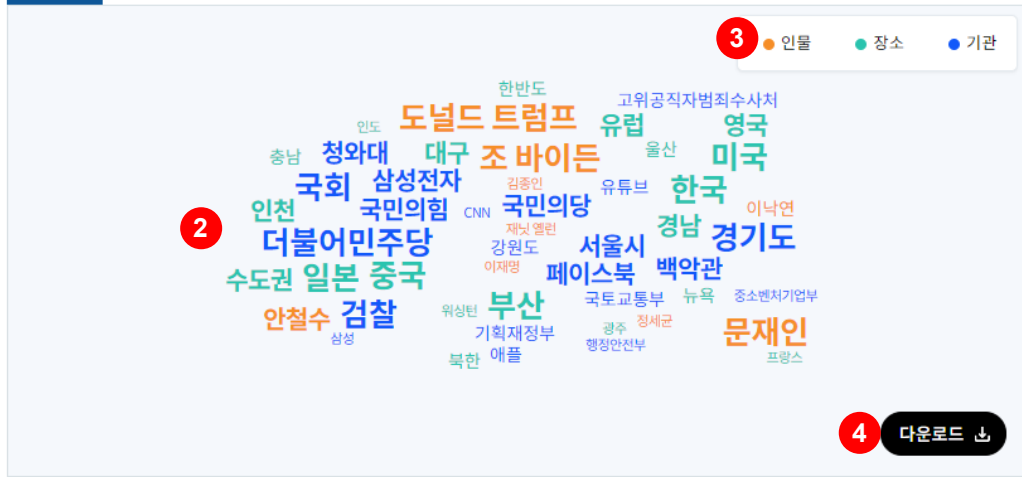 3 인물 장소 기관
한반도
고위공직자범죄수사처
인도 도널드 트럼프 유럽 영국
충남 청와대 대구 조 바이든 울산 미국
국회 삼성전자 김종인 유튜브 한국
인천 국민의힘 CNN 국민의당 이낙연
2 더불어민주당 재닛 옐런 강원도 서울시 경남 경기도
수도권 일본 중국 이재명 페이스북 백악관
안철수 검찰 워싱턴 부산 국토교통부 뉴욕 중소벤처기업부
삼성 기획재정부 광주 정세균 문재인
북한 애플 행정안전부 프랑스
4 다운로드